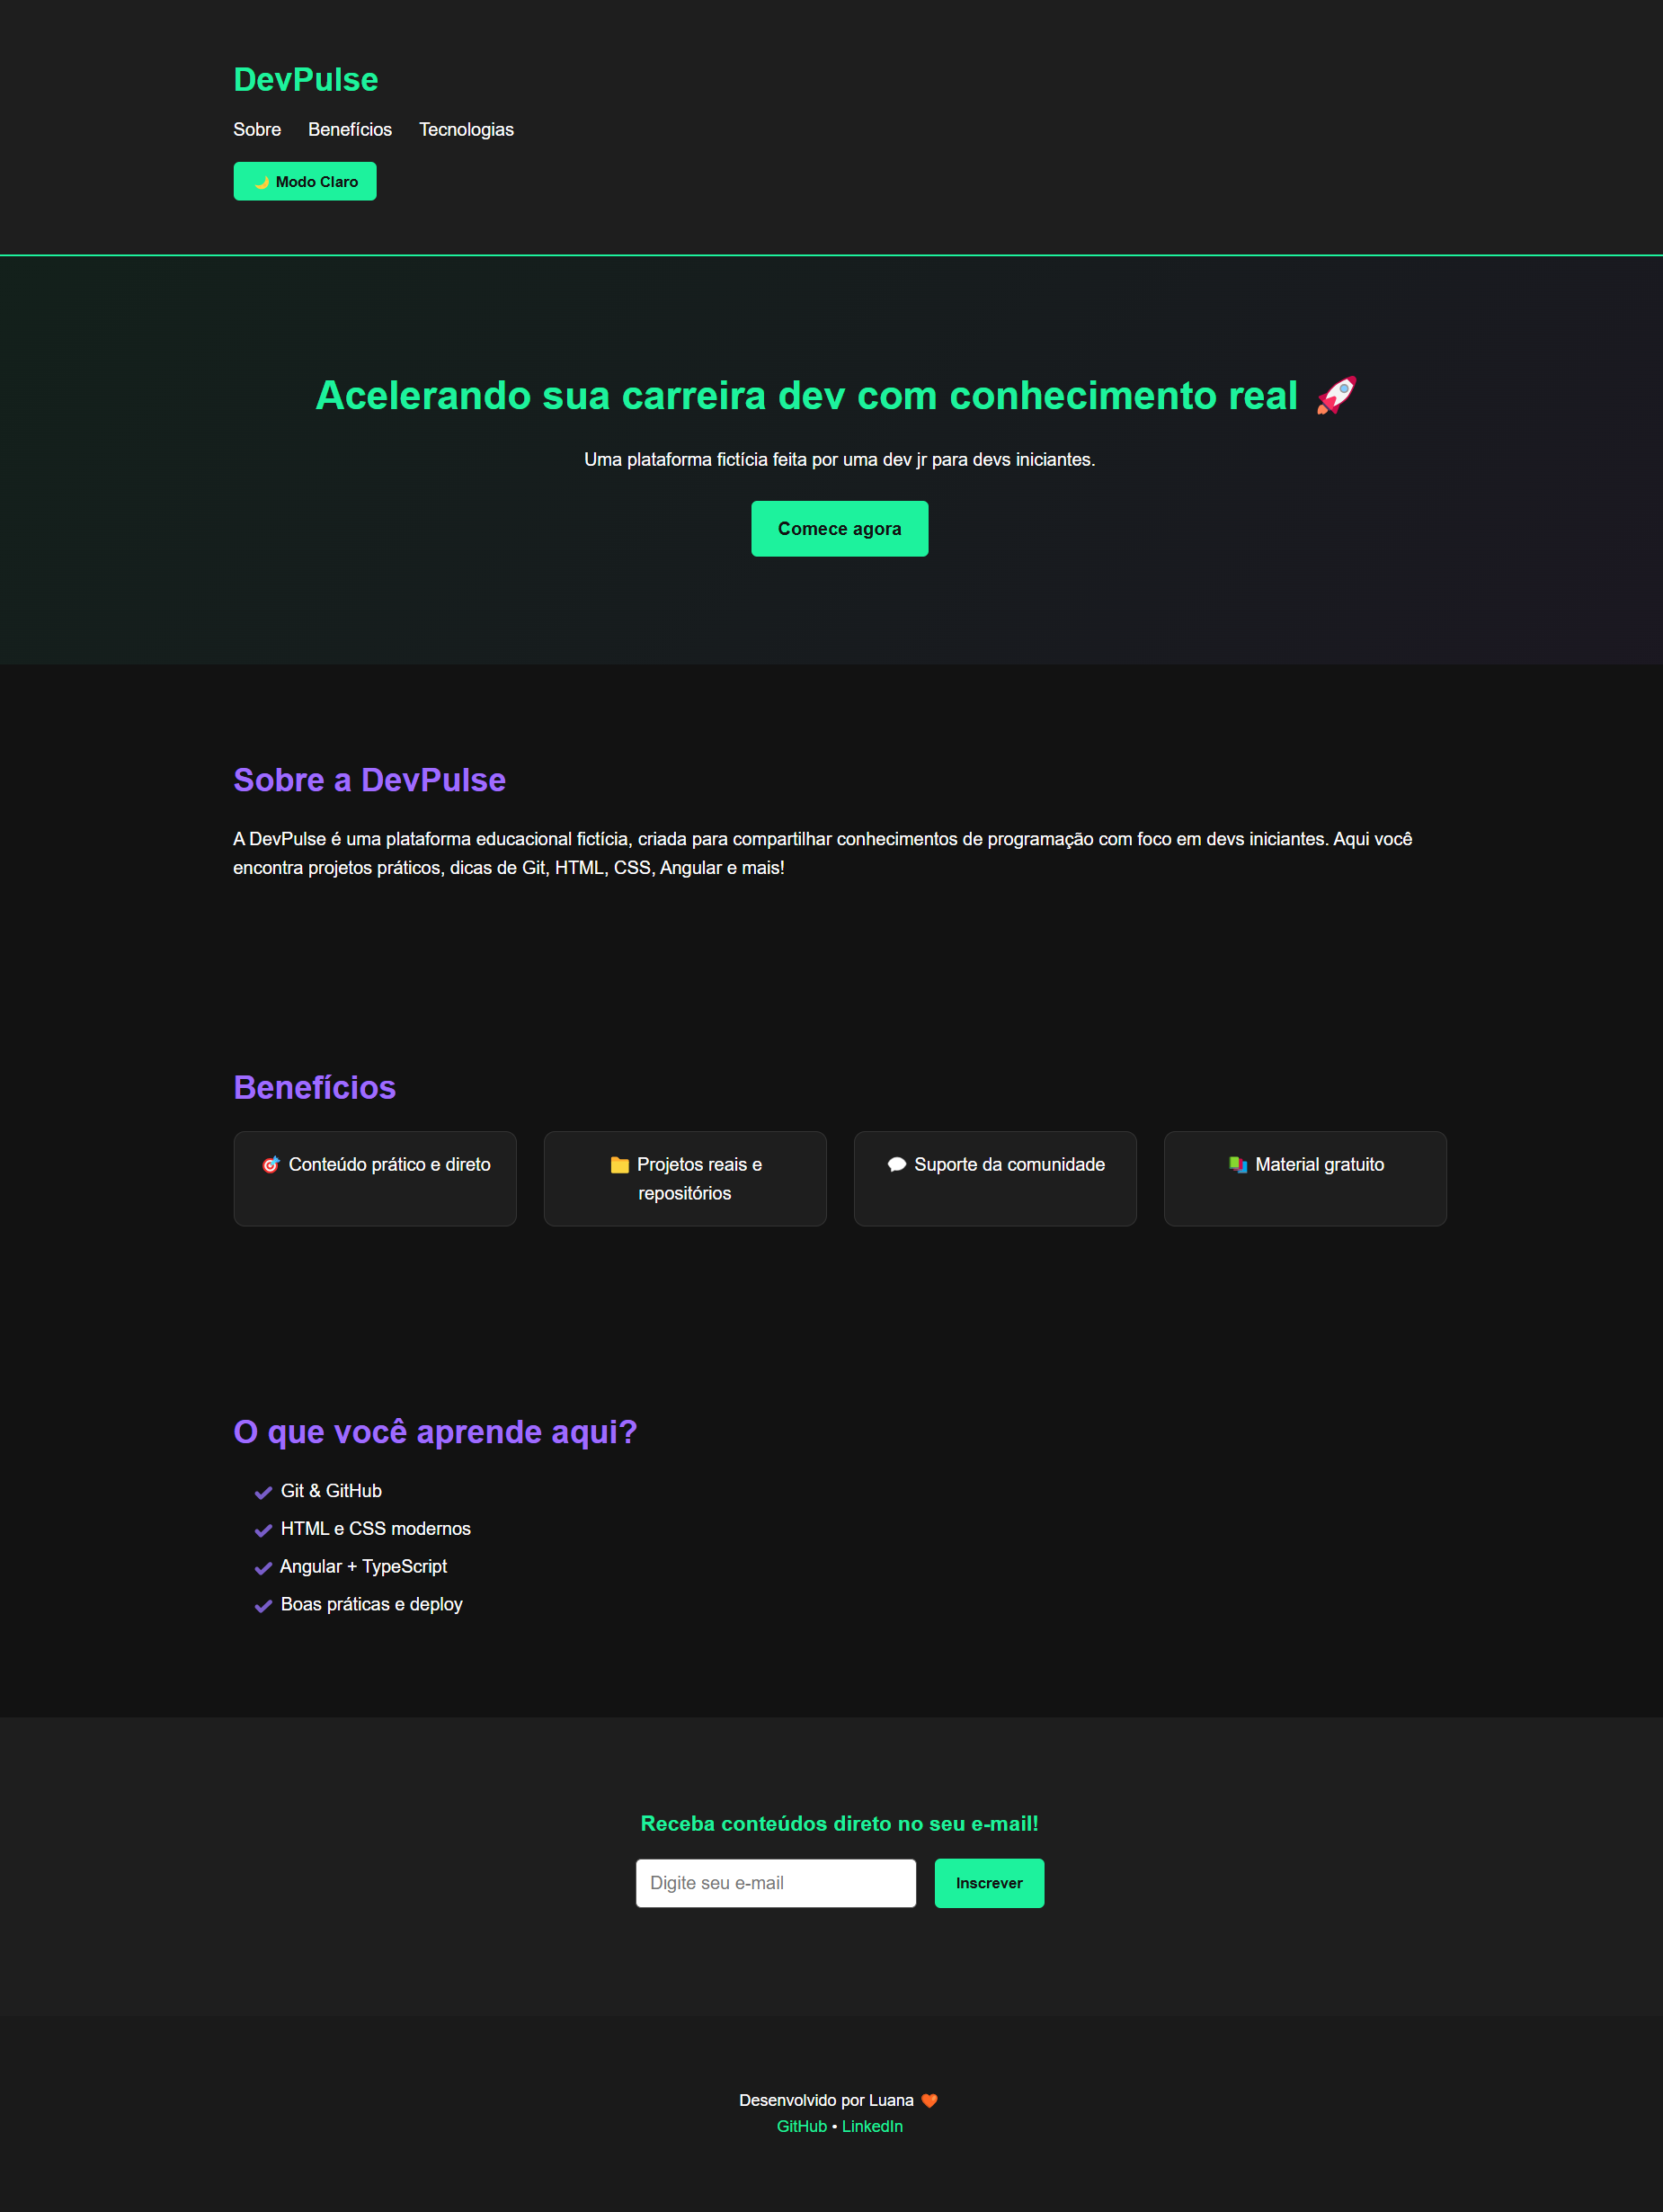 DevPulse
Sobre Benefícios Tecnologias
🌙 Modo Claro
Acelerando sua carreira dev com conhecimento real 🚀
Uma plataforma fictícia feita por uma dev jr para devs iniciantes.
Comece agora
Sobre a DevPulse
A DevPulse é uma plataforma educacional fictícia, criada para compartilhar conhecimentos de programação com foco em devs iniciantes. Aqui você
encontra projetos práticos, dicas de Git, HTML, CSS, Angular e mais!
Benefícios
🎯 Conteúdo prático e direto
📁 Projetos reais e
repositórios
💬 Suporte da comunidade
📚 Material gratuito
O que você aprende aqui?
✔ Git & GitHub
✔ HTML e CSS modernos
✔ Angular + TypeScript
✔ Boas práticas e deploy
Receba conteúdos direto no seu e-mail!
Digite seu e-mail
Inscrever
Desenvolvido por Luana 🧡
GitHub • LinkedIn